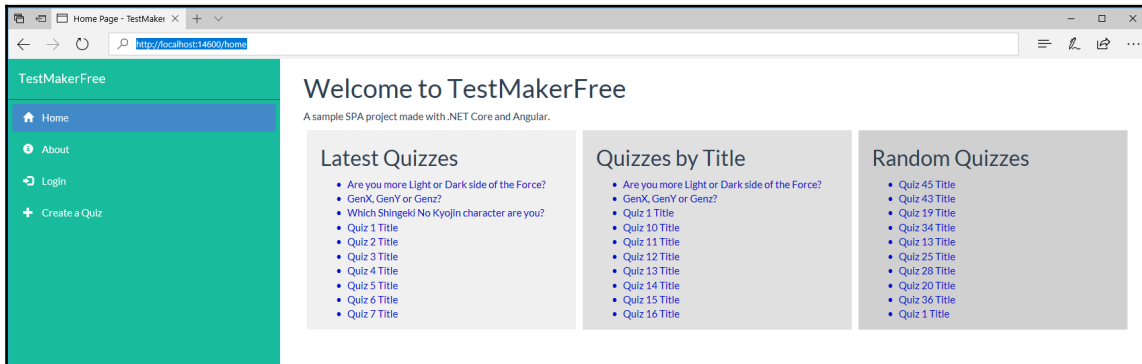 Home Page - TestMaker
http://localhost:14600/home
TestMakerFree
Home
About
Login
Create a Quiz
Welcome to TestMakerFree
A sample SPA project made with .NET Core and Angular.
Latest Quizzes
Are you more Light or Dark side of the Force?
GenX, GenY or Genz?
Which Shingeki No Kyojin character are you?
Quiz 1 Title
Quiz 2 Title
Quiz 3 Title
Quiz 4 Title
Quiz 5 Title
Quiz 6 Title
Quiz 7 Title
Quizzes by Title
Are you more Light or Dark side of the Force?
GenX, GenY or Genz?
Quiz 1 Title
Quiz 10 Title
Quiz 11 Title
Quiz 12 Title
Quiz 13 Title
Quiz 14 Title
Quiz 15 Title
Quiz 16 Title
Random Quizzes
Quiz 45 Title
Quiz 43 Title
Quiz 19 Title
Quiz 34 Title
Quiz 13 Title
Quiz 25 Title
Quiz 28 Title
Quiz 20 Title
Quiz 36 Title
Quiz 1 Title